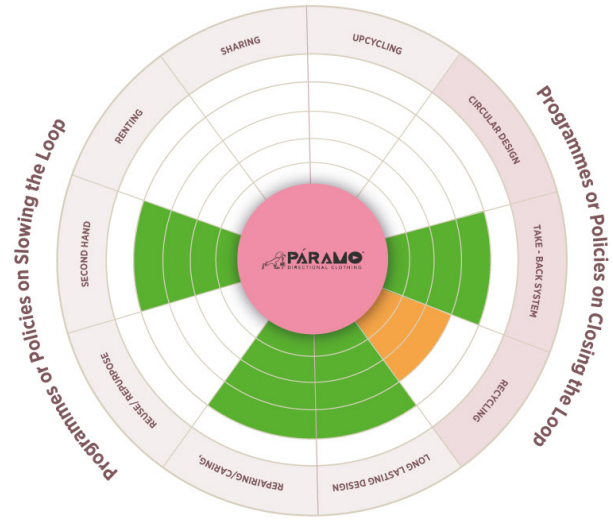 SHARING
UPCYCLING
CIRCULAR DESIGN
TAKE - BACK SYSTEM
RECYCLING
LONG LASTING DESIGN
REPAIRING/CARING,
REUSE/ REPURPOSE
SECOND HAND
RENTING
Programmes or Policies on Slowing the Loop
Programmes or Policies on Closing the Loop
PÁRAMO
DIRECTIONAL CLOTHING